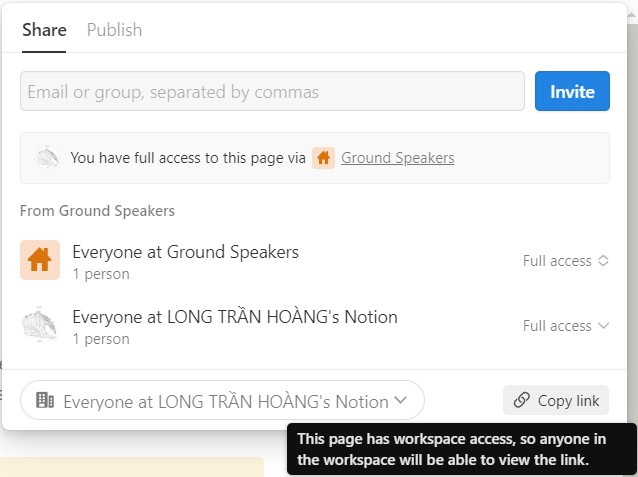 Share Publish
Email or group, separated by commas
Invite
You have full access to this page via Ground Speakers
From Ground Speakers
Everyone at Ground Speakers
1 person
Full access
Everyone at LONG TRẦN HOÀNG's Notion
1 person
Full access
Everyone at LONG TRẦN HOÀNG's Notion
Copy link
This page has workspace access, so anyone in
the workspace will be able to view the link.